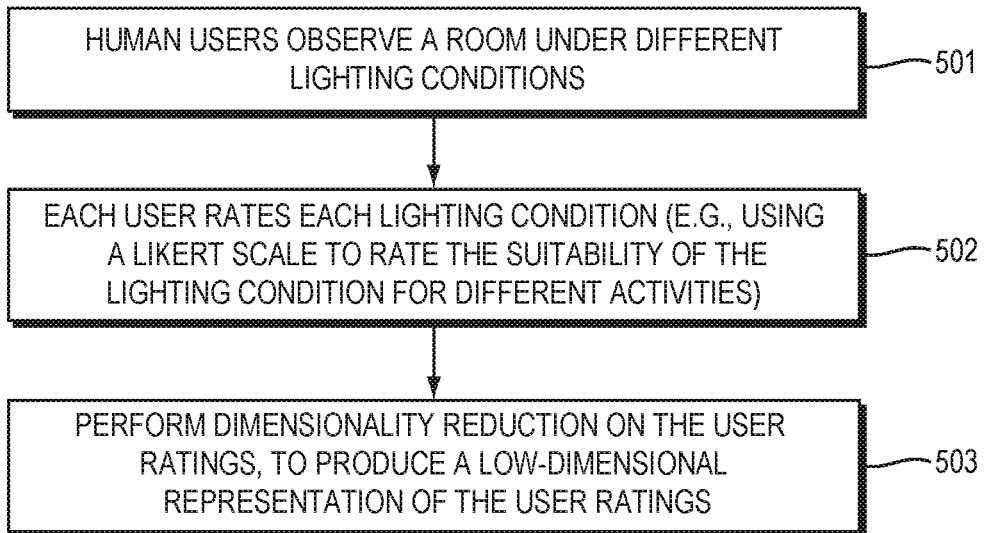 HUMAN USERS OBSERVE A ROOM UNDER DIFFERENT
LIGHTING CONDITIONS
501
EACH USER RATES EACH LIGHTING CONDITION (E.G., USING
A LIKERT SCALE TO RATE THE SUITABILITY OF THE
LIGHTING CONDITION FOR DIFFERENT ACTIVITIES)
502
PERFORM DIMENSIONALITY REDUCTION ON THE USER
RATINGS, TO PRODUCE A LOW-DIMENSIONAL
REPRESENTATION OF THE USER RATINGS
503